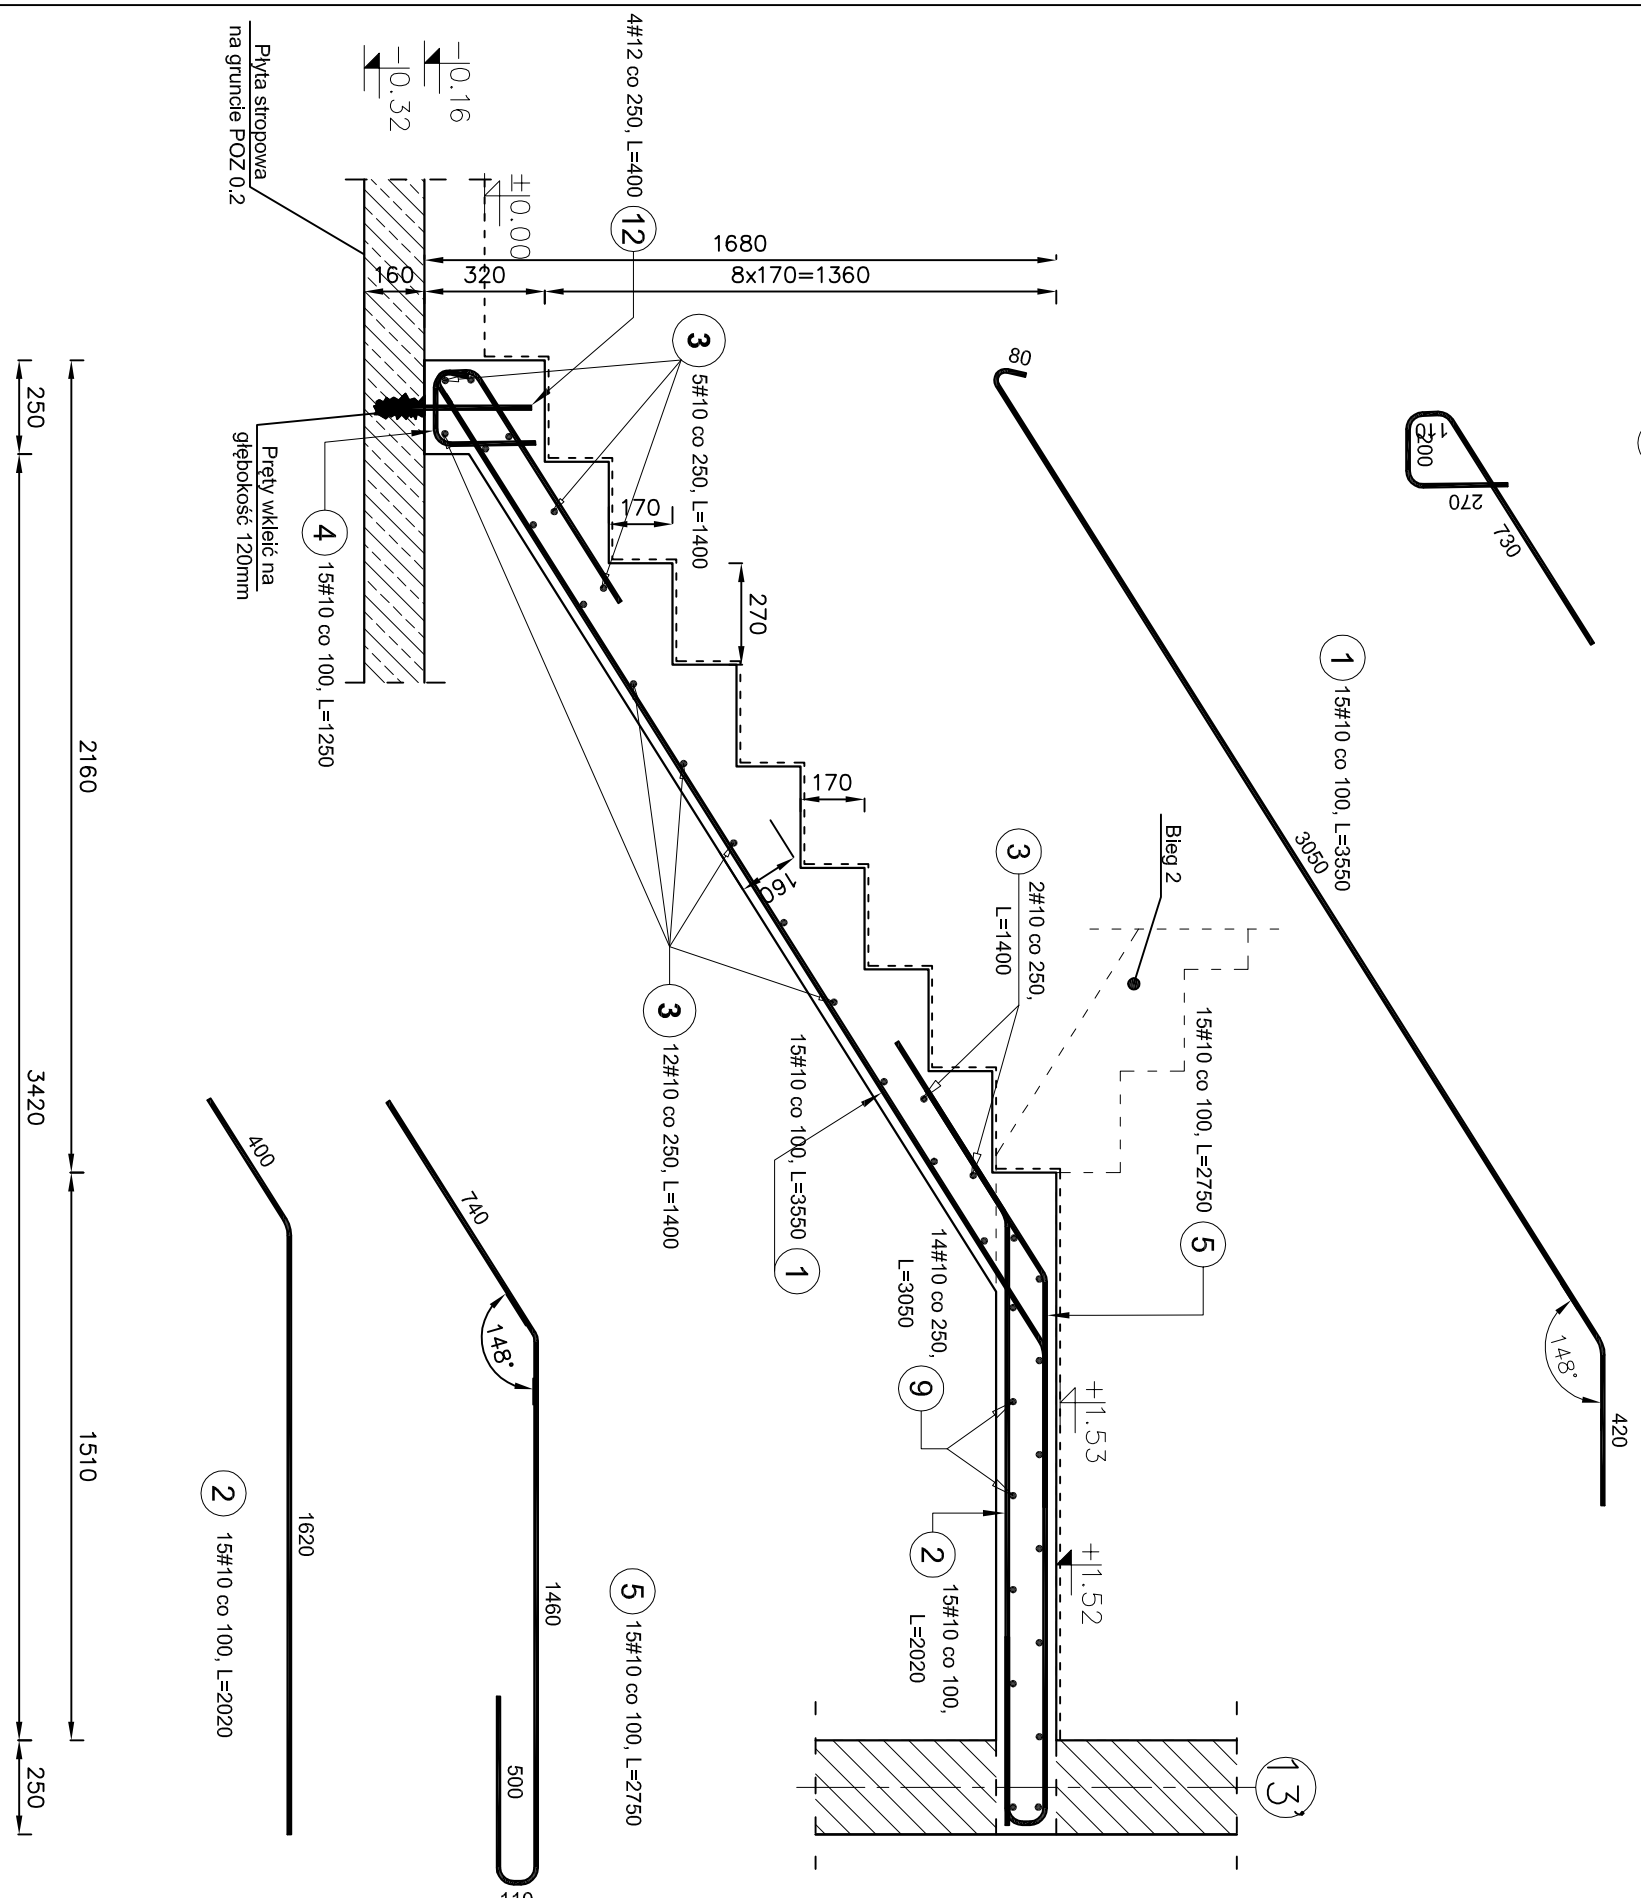 Płyta stropowa
na gruncie POZ 0.2
-0.16
-0.32
4#12 co 250, L=400
12
±0.00
1680
160
320
8x170=1360
3
5#10 co 250, L=1400
170
270
Pręty wkleić na
głębokość 120mm
4
15#10 co 100, L=1250
250
2160
3420
1510
250
80
110
200
270
730
1
15#10 co 100, L=3550
3050
148°
420
Bieg 2
170
160
3
2#10 co 250,
L=1400
15#10 co 100, L=2750
5
3
12#10 co 250, L=1400
15#10 co 100, L=3550
1
14#10 co 250,
L=3050
9
+1.53
+1.52
2
15#10 co 100,
L=2020
13'
740
148°
1460
500
110
5
15#10 co 100, L=2750
400
1620
2
15#10 co 100, L=2020